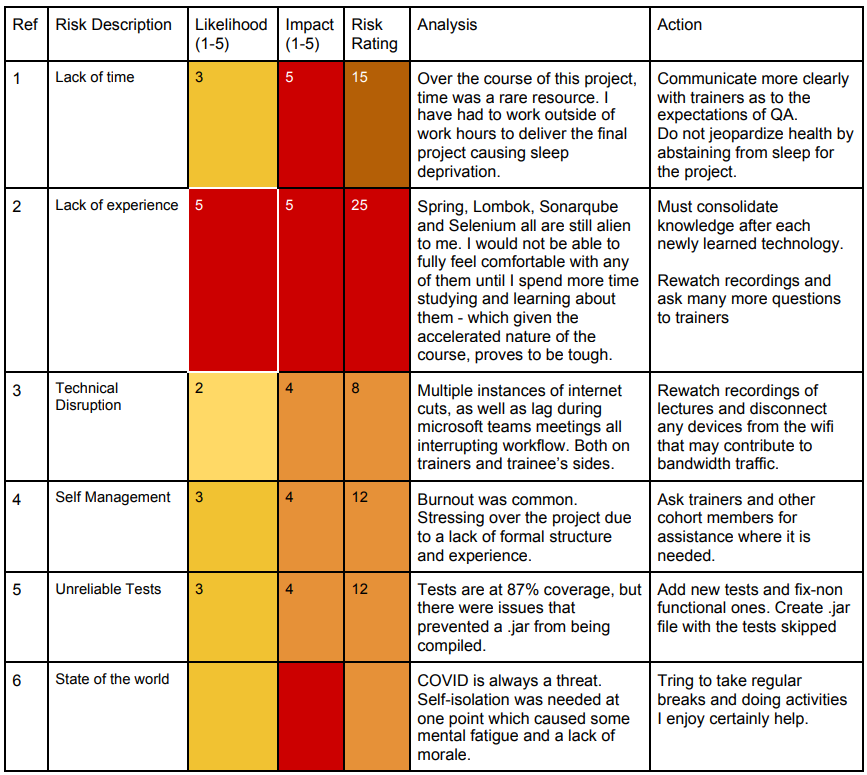 Ref Risk Description Likelihood (1-5) Impact (1-5) Risk Rating Analysis Action
1 Lack of time 3 5 15
Over the course of this project,
time was a rare resource. I
have had to work outside of
work hours to deliver the final
project causing sleep
deprivation.
Communicate more clearly
with trainers as to the
expectations of QA.
Do not jeopardize health by
abstaining from sleep for
the project.
2 Lack of experience 5 5 25
Spring, Lombok, Sonarqube
and Selenium all are still alien
to me. I would not be able to
fully feel comfortable with any
of them until I spend more time
studying and learning about
them - which given the
accelerated nature of the
course, proves to be tough.
Must consolidate
knowledge after each
newly learned technology.
Rewatch recordings and
ask many more questions
to trainers
3 Technical
Disruption
2 4 8
Multiple instances of internet
cuts, as well as lag during
microsoft teams meetings all
interrupting workflow. Both on
trainers and trainee’s sides.
Rewatch recordings of
lectures and disconnect
any devices from the wifi
that may contribute to
bandwidth traffic.
4 Self Management 3 4 12
Burnout was common.
Stressing over the project due
to a lack of formal structure
and experience.
Ask trainers and other
cohort members for
assistance where it is
needed.
5 Unreliable Tests 3 4 12
Tests are at 87% coverage, but
there were issues that
prevented a .jar from being
compiled.
Add new tests and fix-non
functional ones. Create .jar
file with the tests skipped
6 State of the world
COVID is always a threat.
Self-isolation was needed at
one point which caused some
mental fatigue and a lack of
morale.
Tring to take regular
breaks and doing activities
I enjoy certainly help.